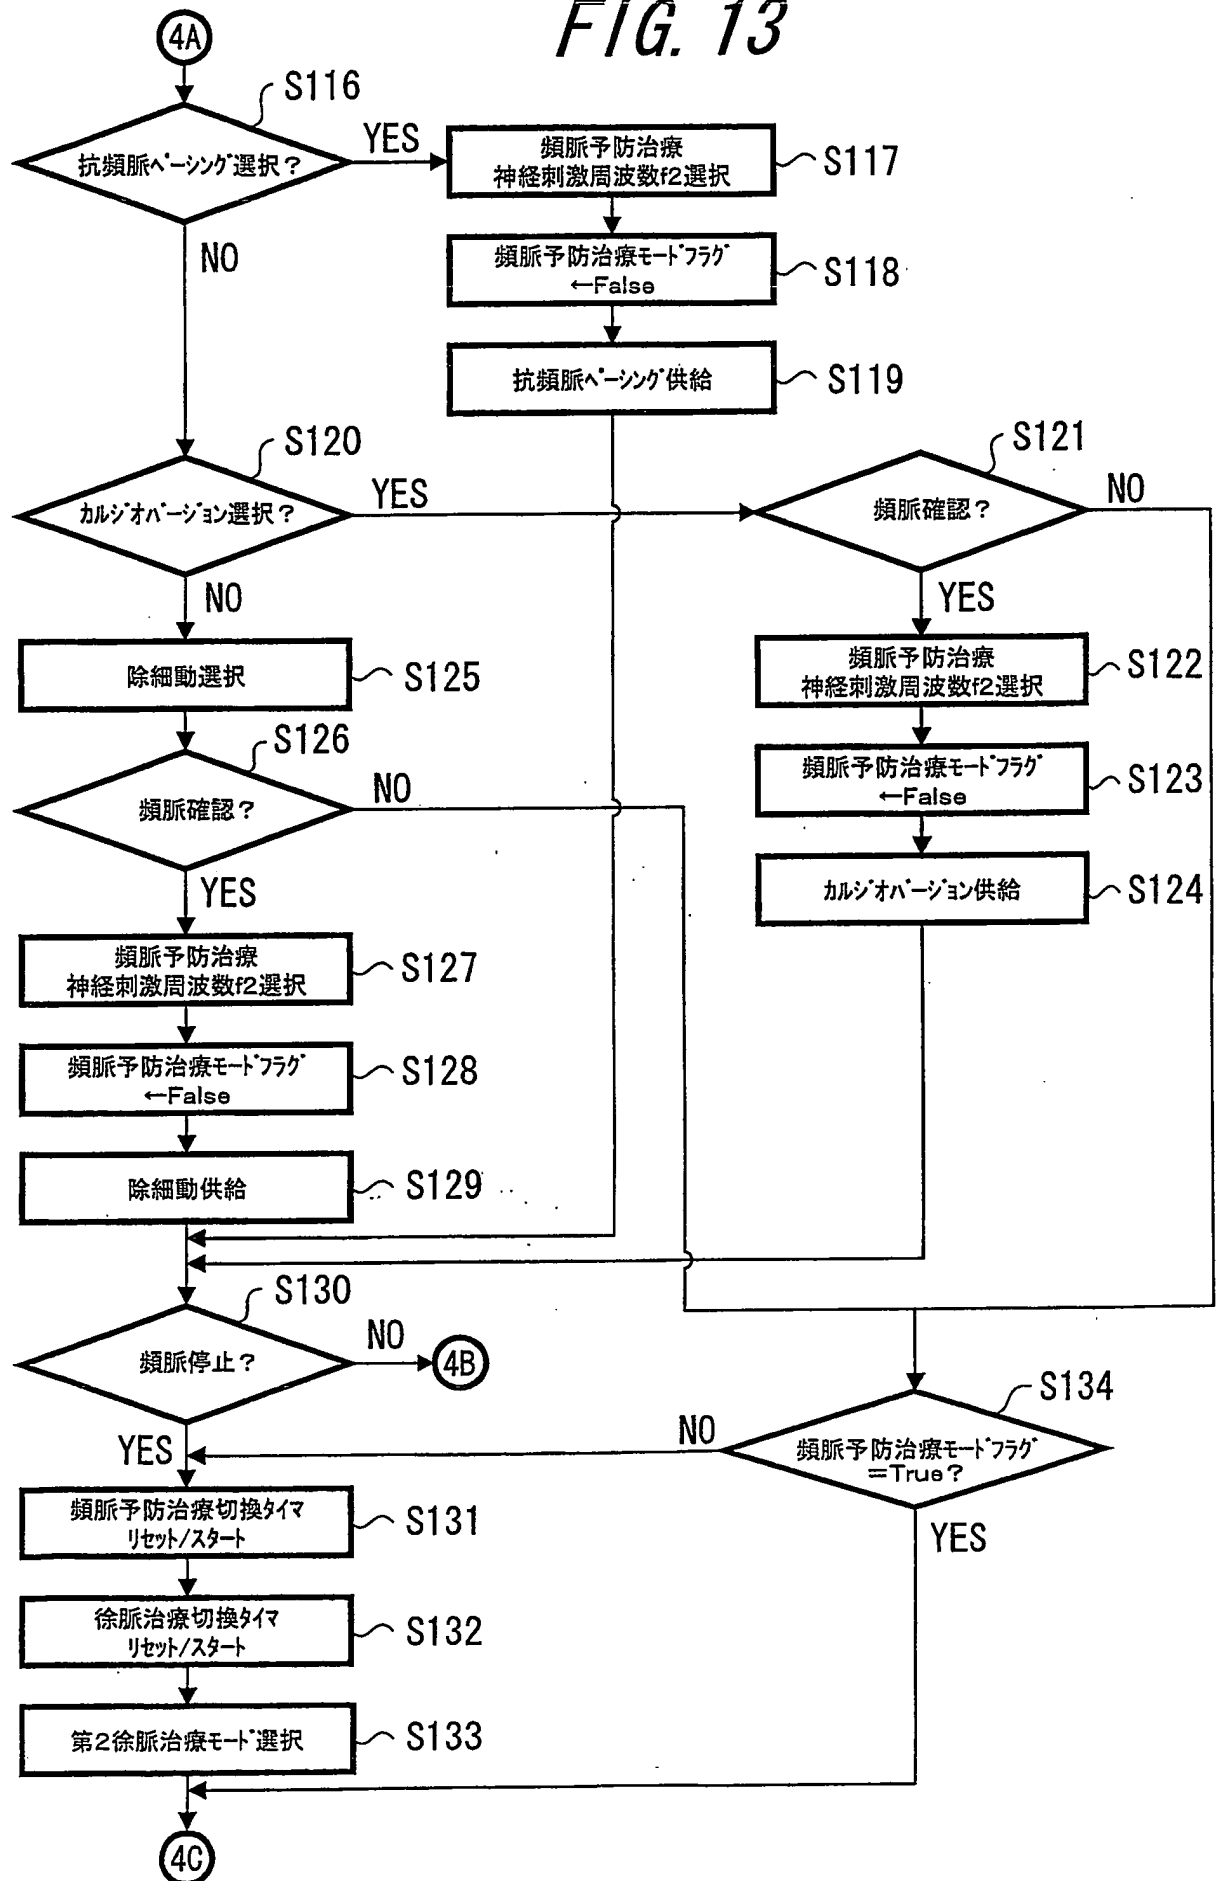 FIG. 13
4A
S116
抗頻脈ペーシング選択?
YES
NO
頻脈予防治療
神経刺激周波数f2選択
S117
頻脈予防治療モードフラグ
←False
S118
抗頻脈ペーシング供給
S119
S120
カルジオバージョン選択?
YES
NO
S121
頻脈確認?
NO
YES
頻脈予防治療
神経刺激周波数f2選択
S122
頻脈予防治療モードフラグ
←False
S123
カルジオバージョン供給
S124
除細動選択
S125
S126
頻脈確認?
NO
YES
頻脈予防治療
神経刺激周波数f2選択
S127
頻脈予防治療モードフラグ
←False
S128
除細動供給
S129
S130
頻脈停止?
NO
4B
YES
S134
頻脈予防治療モードフラグ
=True?
NO
YES
頻脈予防治療切換タイマ
リセット/スタート
S131
徐脈治療切換タイマ
リセット/スタート
S132
第2徐脈治療モード選択
S133
4C